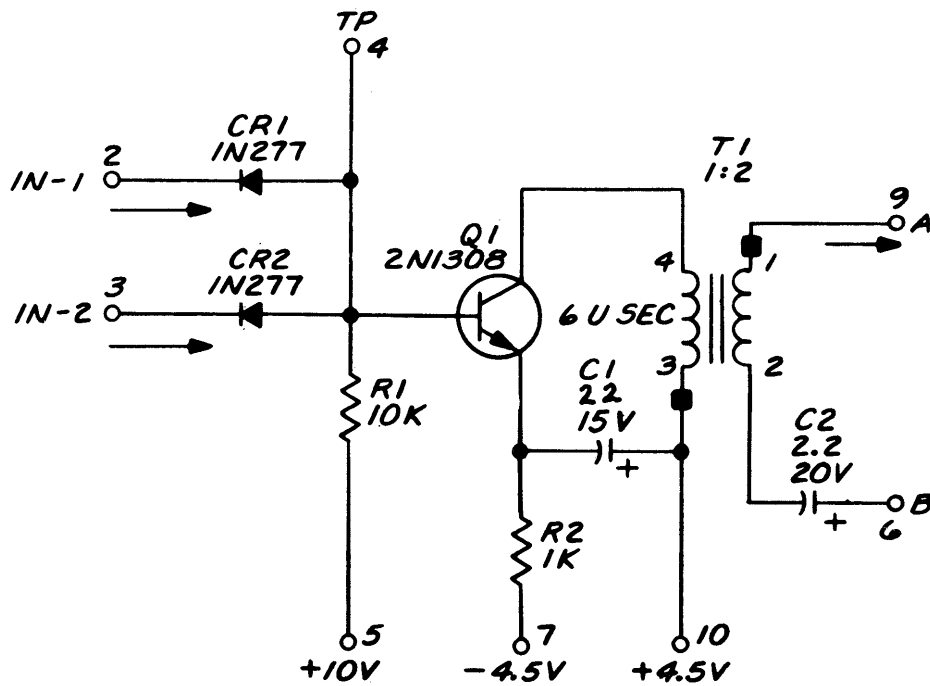 TP
4
CR1
1N277
2
IN-1
T1
1:2
9
A
Q1
2N1308
CR2
1N277
3
IN-2
4
1
6 U SEC
3
2
R1
10K
C1
22
15V
+
C2
2.2
20V
+
B
6
R2
1K
5
+10V
7
-4.5V
10
+4.5V